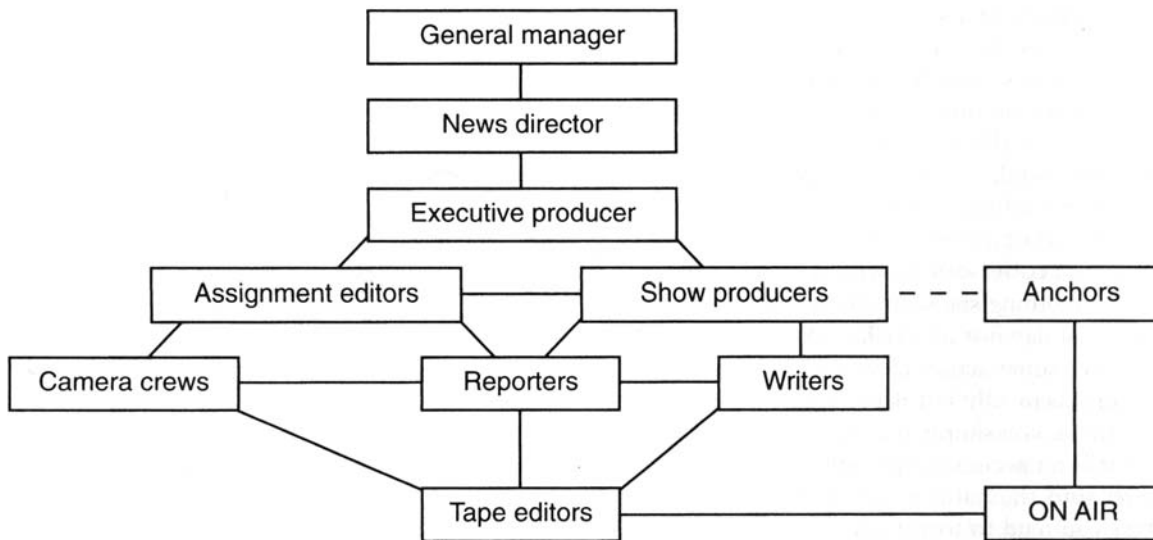 General manager
News director
Executive producer
Assignment editors
Show producers
Anchors
Camera crews
Reporters
Writers
Tape editors
ON AIR